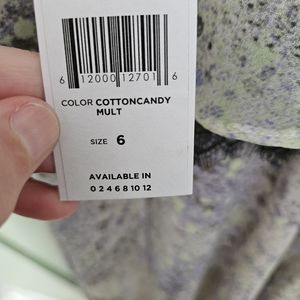 6 12000 12701 6
COLOR COTTONCANDY
MULT
SIZE 6
AVAILABLE IN
0 2 4 6 8 10 12